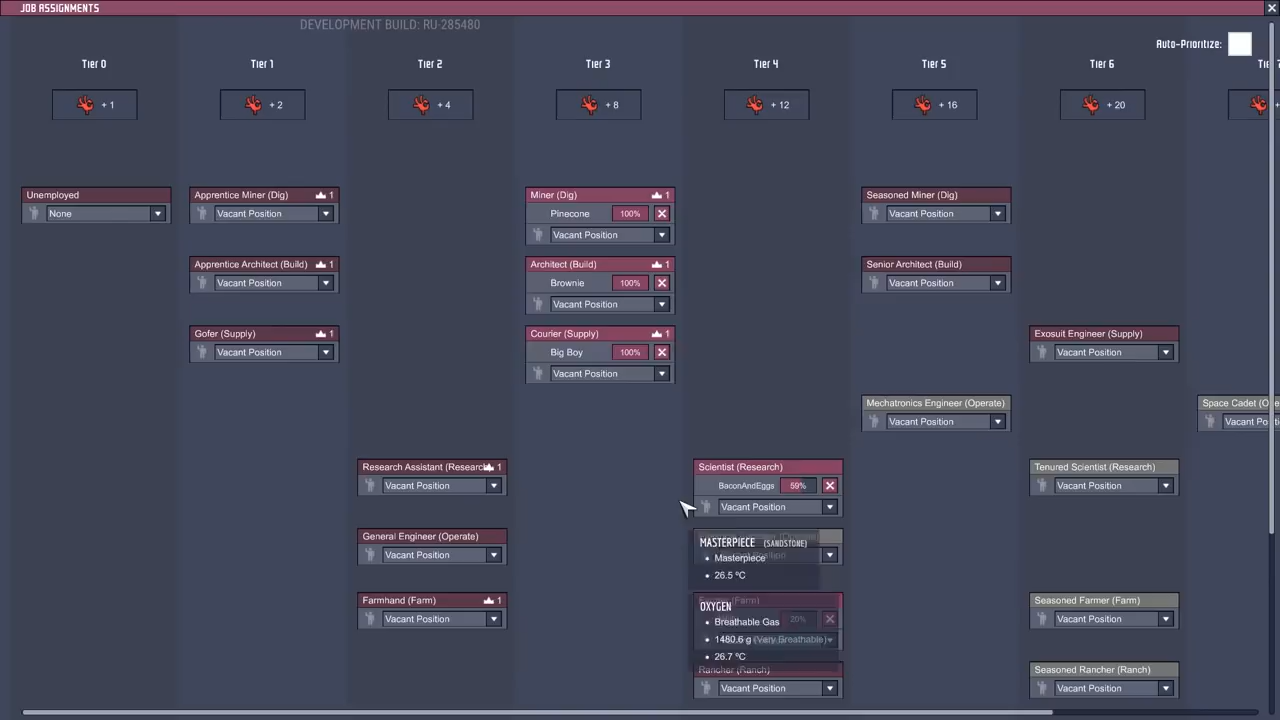 JOB ASSIGNMENTS
DEVELOPMENT BUILD: RU-285480
Auto-Prioritize:
Tier 0
Tier 1
Tier 2
Tier 3
Tier 4
Tier 5
Tier 6
+ 1
+ 2
+ 4
+ 8
+ 12
+ 16
+ 20
Unemployed
None
Apprentice Miner (Dig) 1
Vacant Position
Miner (Dig) 1
Pinecone 100%
Vacant Position
Seasoned Miner (Dig)
Vacant Position
Apprentice Architect (Build) 1
Vacant Position
Architect (Build) 1
Brownie 100%
Vacant Position
Senior Architect (Build)
Vacant Position
Gofer (Supply) 1
Vacant Position
Courier (Supply) 1
Big Boy 100%
Vacant Position
Exosuit Engineer (Supply)
Vacant Position
Mechatronics Engineer (Operate)
Vacant Position
Space Cadet
Vacant
Research Assistant 1
Vacant Position
Scientist (Research)
BaconAndEggs 59%
Vacant Position
Tenured Scientist (Research)
Vacant Position
General Engineer (Operate)
Vacant Position
MASTERPIECE (SANDSTONE)
• Masterpiece
• 26.5 ºC
Farmhand (Farm) 1
Vacant Position
OXYGEN
• Breathable Gas
20%
• 1480.6 g (Very Breathable)
• 26.7 ºC
Seasoned Farmer (Farm)
Vacant Position
Rancher (Ranch)
Vacant Position
Seasoned Rancher (Ranch)
Vacant Position